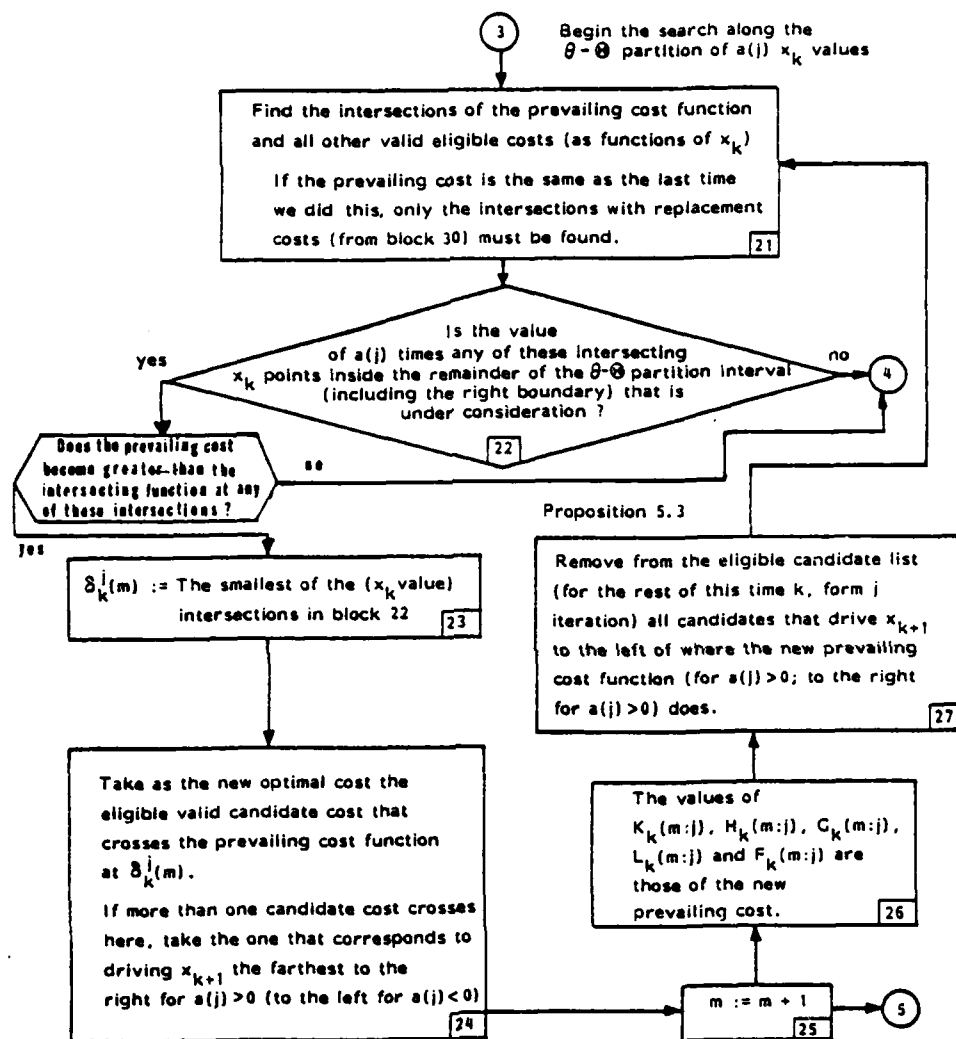 3
Begin the search along the
θ-Θ partition of a(j) x_k values
Find the intersections of the prevailing cost function
and all other valid eligible costs (as functions of x_k)
If the prevailing cost is the same as the last time
we did this, only the intersections with replacement
costs (from block 30) must be found.
21
Is the value
of a(j) times any of these intersecting
x_k points inside the remainder of the θ-Θ partition interval
(including the right boundary) that is
under consideration ?
22
yes
no
4
Does the prevailing cost
become greater-than the
intersecting function at any
of these intersections ?
no
yes
δ_k^j(m) := The smallest of the (x_k value)
intersections in block 22
23
Proposition 5.3
Remove from the eligible candidate list
(for the rest of this time k, form j
iteration) all candidates that drive x_{k+1}
to the left of where the new prevailing
cost function (for a(j) >0; to the right
for a(j) >0) does.
27
Take as the new optimal cost the
eligible valid candidate cost that
crosses the prevailing cost function
at δ_k^j(m).
If more than one candidate cost crosses
here, take the one that corresponds to
driving x_{k+1} the farthest to the
right for a(j) >0 (to the left for a(j) <0)
24
The values of
K_k(m:j), H_k(m:j), G_k(m:j),
L_k(m:j) and F_k(m:j) are
those of the new
prevailing cost.
26
m := m + 1
25
5